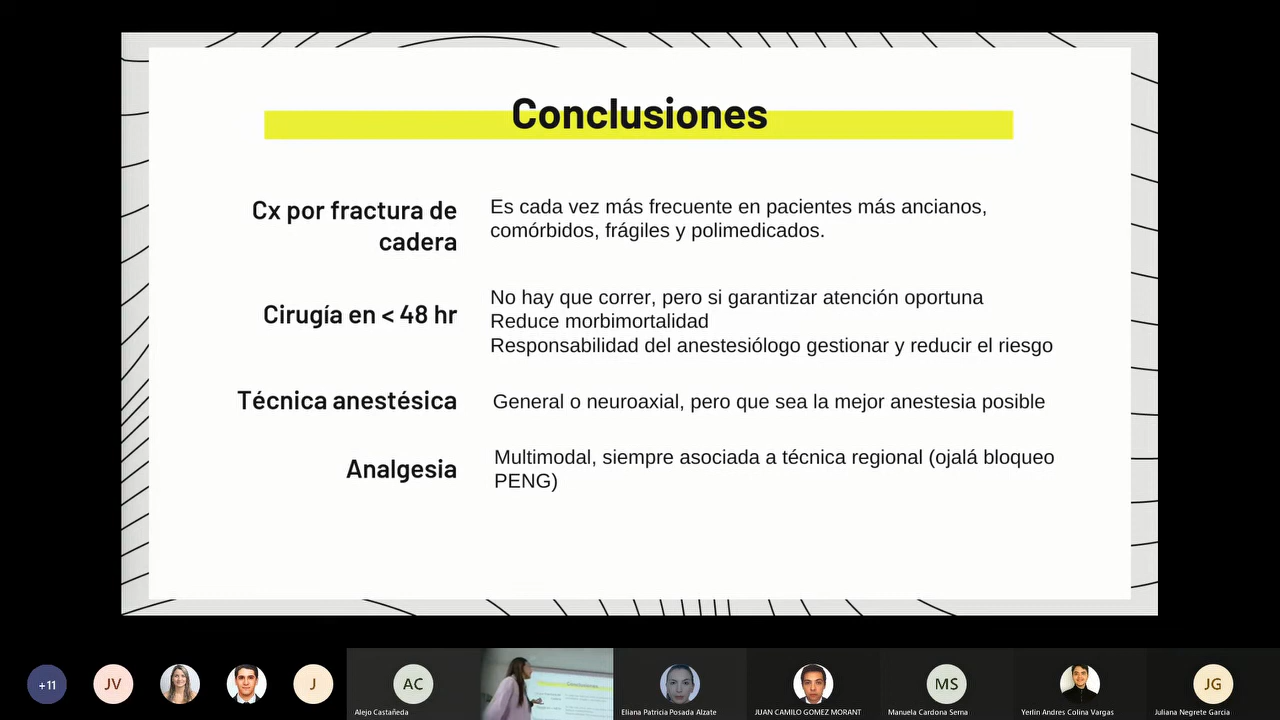 Conclusiones
Cx por fractura de
cadera
Es cada vez más frecuente en pacientes más ancianos,
comórbidos, frágiles y polimedicados.
Cirugía en < 48 hr
No hay que correr, pero si garantizar atención oportuna
Reduce morbimortalidad
Responsabilidad del anestesiólogo gestionar y reducir el riesgo
Técnica anestésica
General o neuroaxial, pero que sea la mejor anestesia posible
Analgesia
Multimodal, siempre asociada a técnica regional (ojalá bloqueo
PENG)
+11
JV
J
AC
Alejo Castañeda
Conclusiones
Eliana Patricia Posada Alzate
JUAN CAMILO GOMEZ MORANT
MS
Manuela Cardona Serna
Yerlin Andres Colina Vargas
JG
Juliana Negrete Garcia